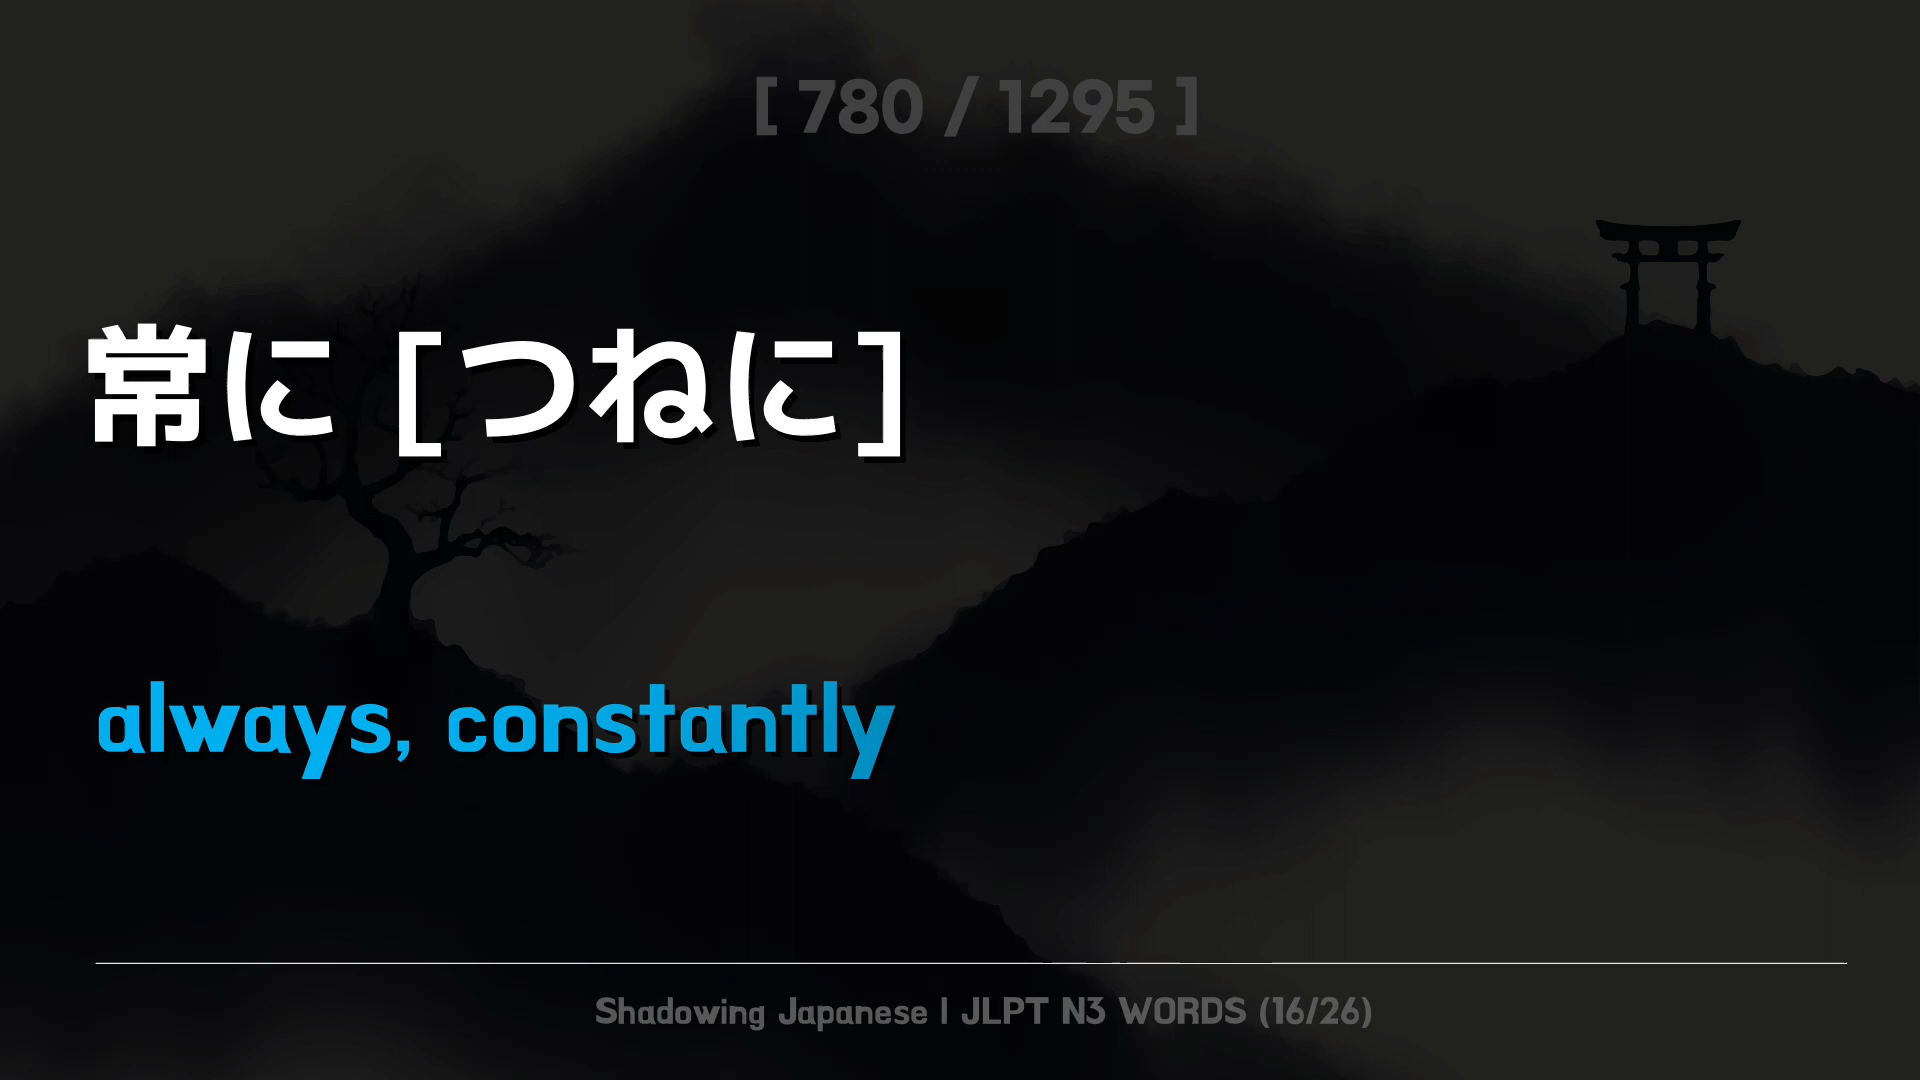 [ 780 / 1295 ]
常に [つねに]
always, constantly
Shadowing Japanese | JLPT N3 WORDS (16/26)